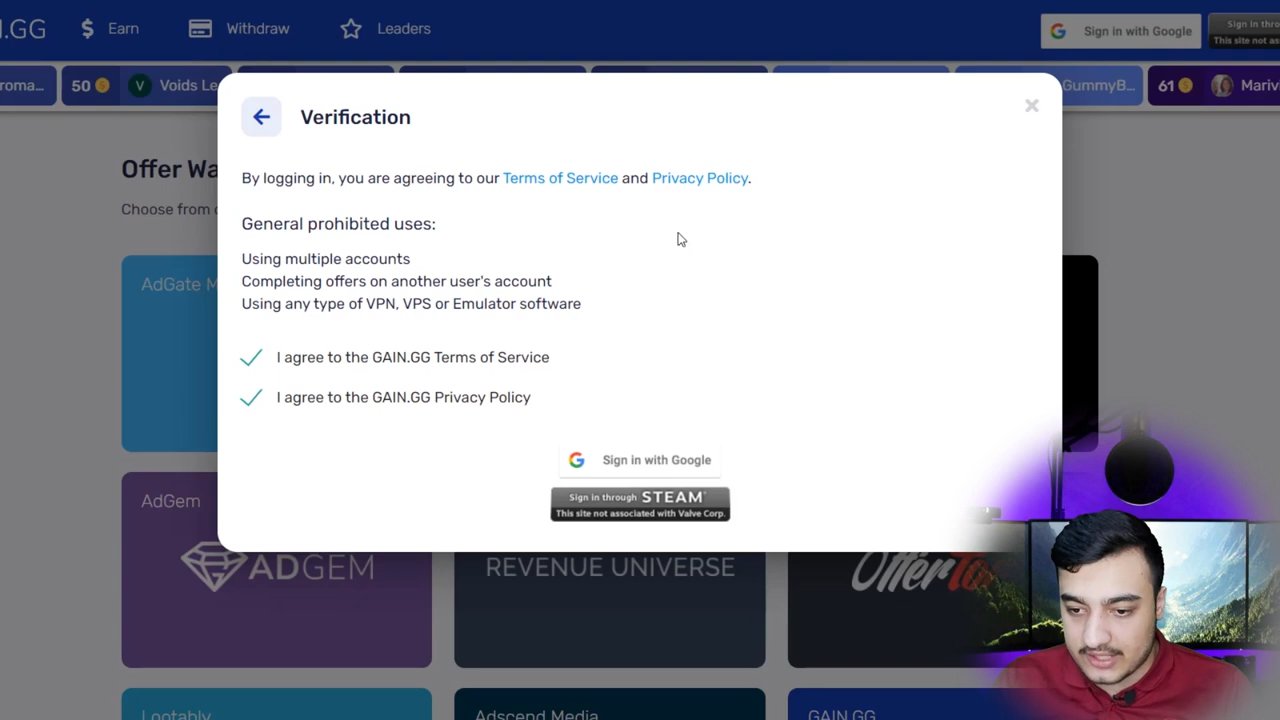 .GG
Earn
Withdraw
Leaders
Sign in with Google
Sign in thro
This site not as
roma...
50
V
Voids Le
GummyB...
61
Mariv
Verification
By logging in, you are agreeing to our Terms of Service and Privacy Policy.
Offer Wa
Choose from
General prohibited uses:
Using multiple accounts
Completing offers on another user's account
Using any type of VPN, VPS or Emulator software
AdGate M
I agree to the GAIN.GG Terms of Service
I agree to the GAIN.GG Privacy Policy
Sign in with Google
Sign in through STEAM
This site not associated with Valve Corp.
AdGem
ADGEM
REVENUE UNIVERSE
OfferTo
Lootably
Adscend Media
GAIN.GG